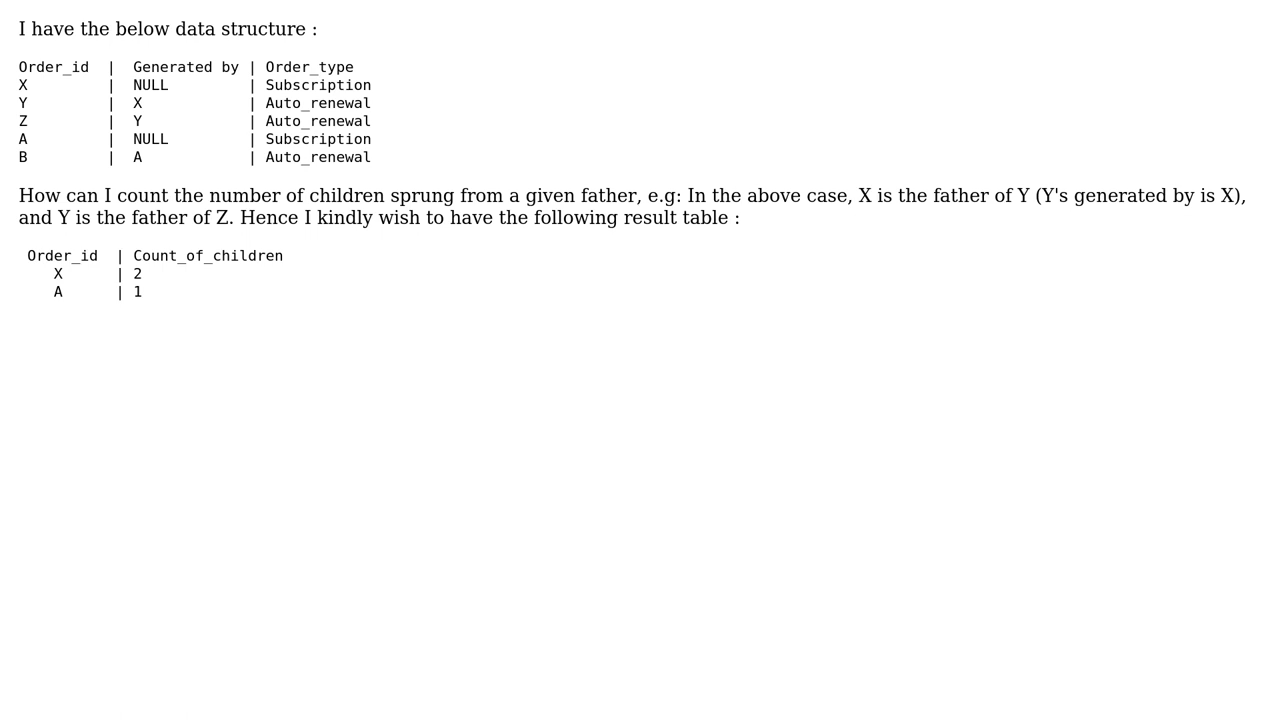 I have the below data structure :
Order_id  |  Generated by | Order_type
X         |  NULL         | Subscription
Y         |  X            | Auto_renewal
Z         |  Y            | Auto_renewal
A         |  NULL         | Subscription
B         |  A            | Auto_renewal
How can I count the number of children sprung from a given father, e.g: In the above case, X is the father of Y (Y's generated by is X),
and Y is the father of Z. Hence I kindly wish to have the following result table :
 Order_id  | Count_of_children
    X      | 2
    A      | 1